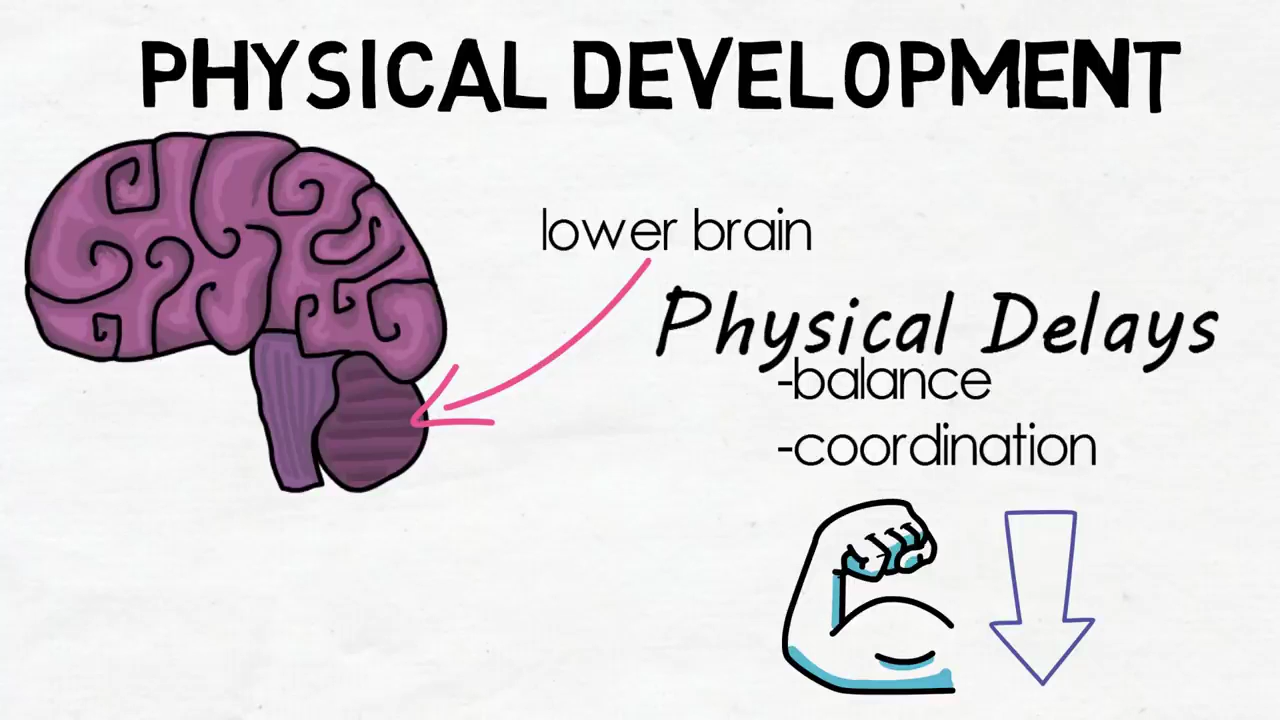 PHYSICAL DEVELOPMENT
lower brain
Physical Delays
-balance
-coordination